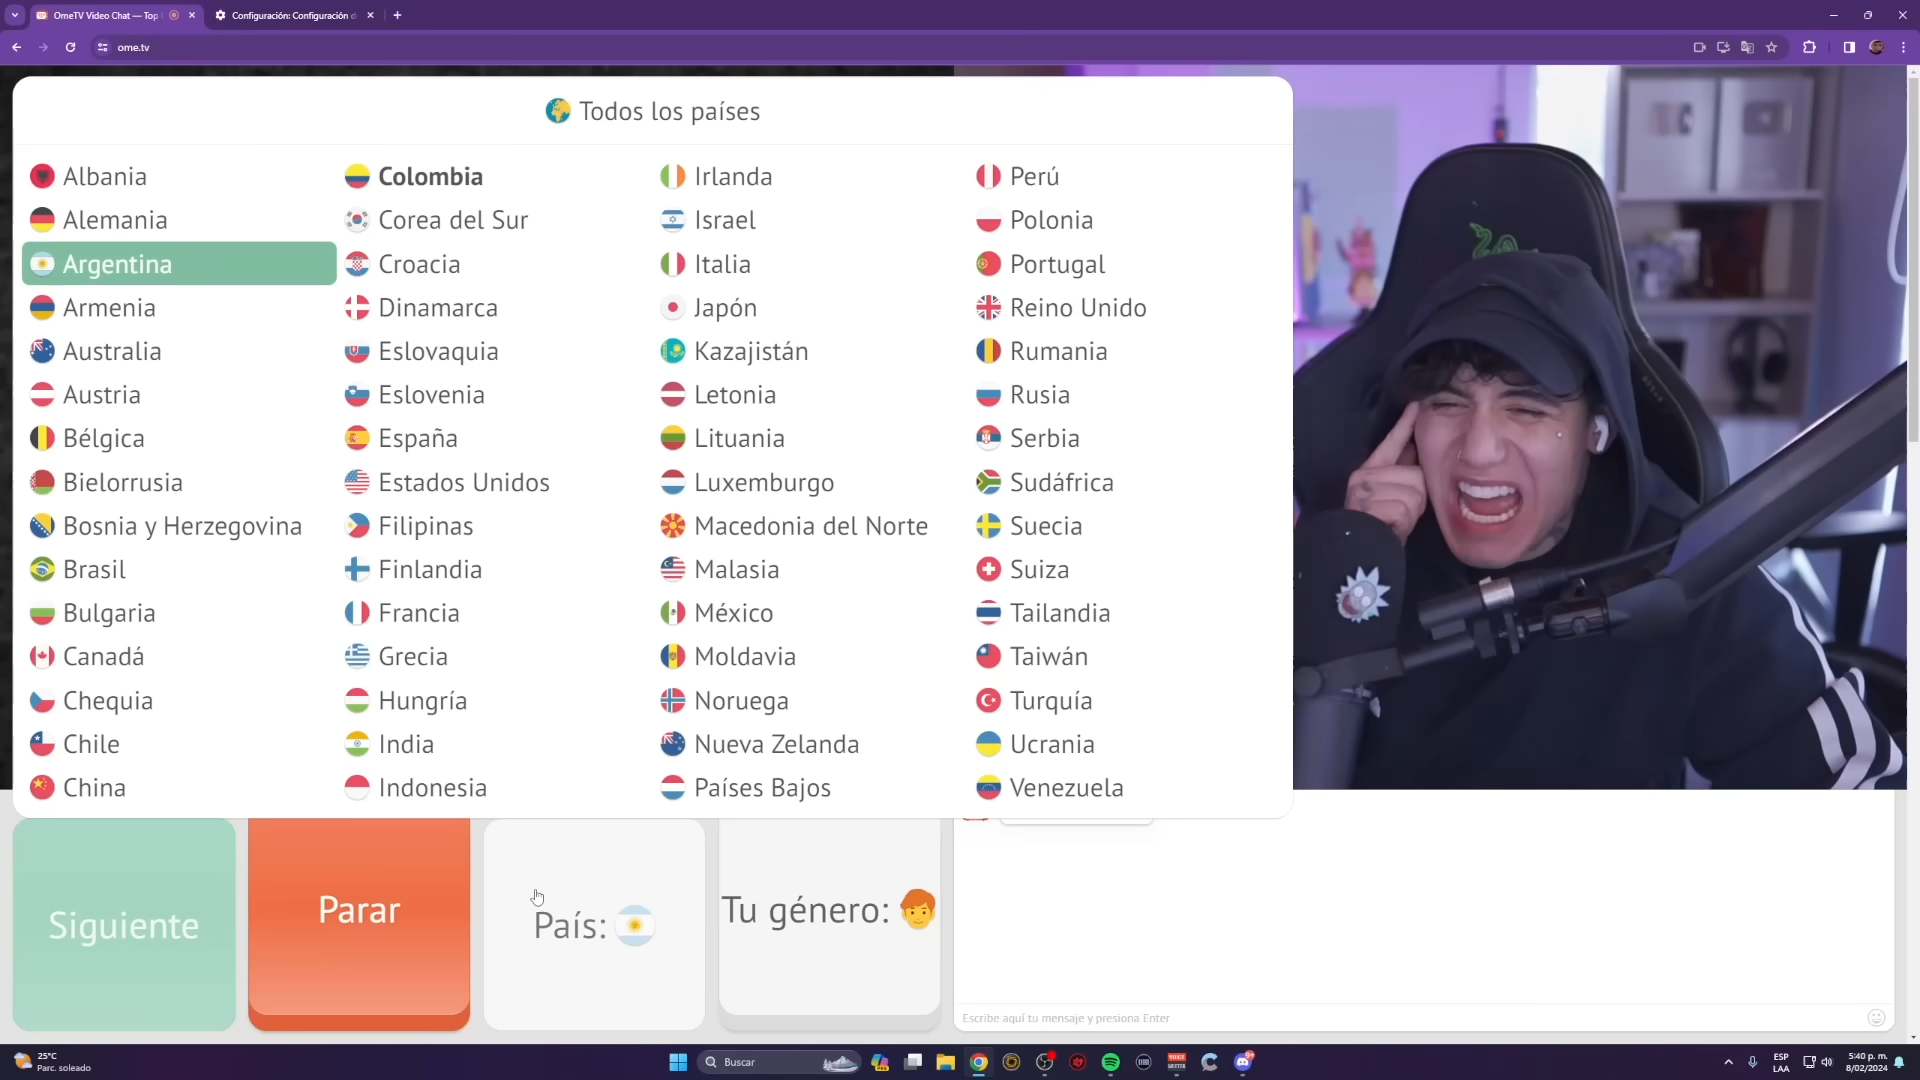 OmeTV Video Chat — Top
Configuración: Configuración d
ome.tv
Todos los países
Albania
Alemania
Argentina
Armenia
Australia
Austria
Bélgica
Bielorrusia
Bosnia y Herzegovina
Brasil
Bulgaria
Canadá
Chequia
Chile
China
Colombia
Corea del Sur
Croacia
Dinamarca
Eslovaquia
Eslovenia
España
Estados Unidos
Filipinas
Finlandia
Francia
Grecia
Hungría
India
Indonesia
Irlanda
Israel
Italia
Japón
Kazajistán
Letonia
Lituania
Luxemburgo
Macedonia del Norte
Malasia
México
Moldavia
Noruega
Nueva Zelanda
Países Bajos
Perú
Polonia
Portugal
Reino Unido
Rumania
Rusia
Serbia
Sudáfrica
Suecia
Suiza
Tailandia
Taiwán
Turquía
Ucrania
Venezuela
Siguiente
Parar
País:
Tu género:
Escribe aquí tu mensaje y presiona Enter
25°C
Parc. soleado
Buscar
ESP
LAA
5:40 p. m.
8/02/2024